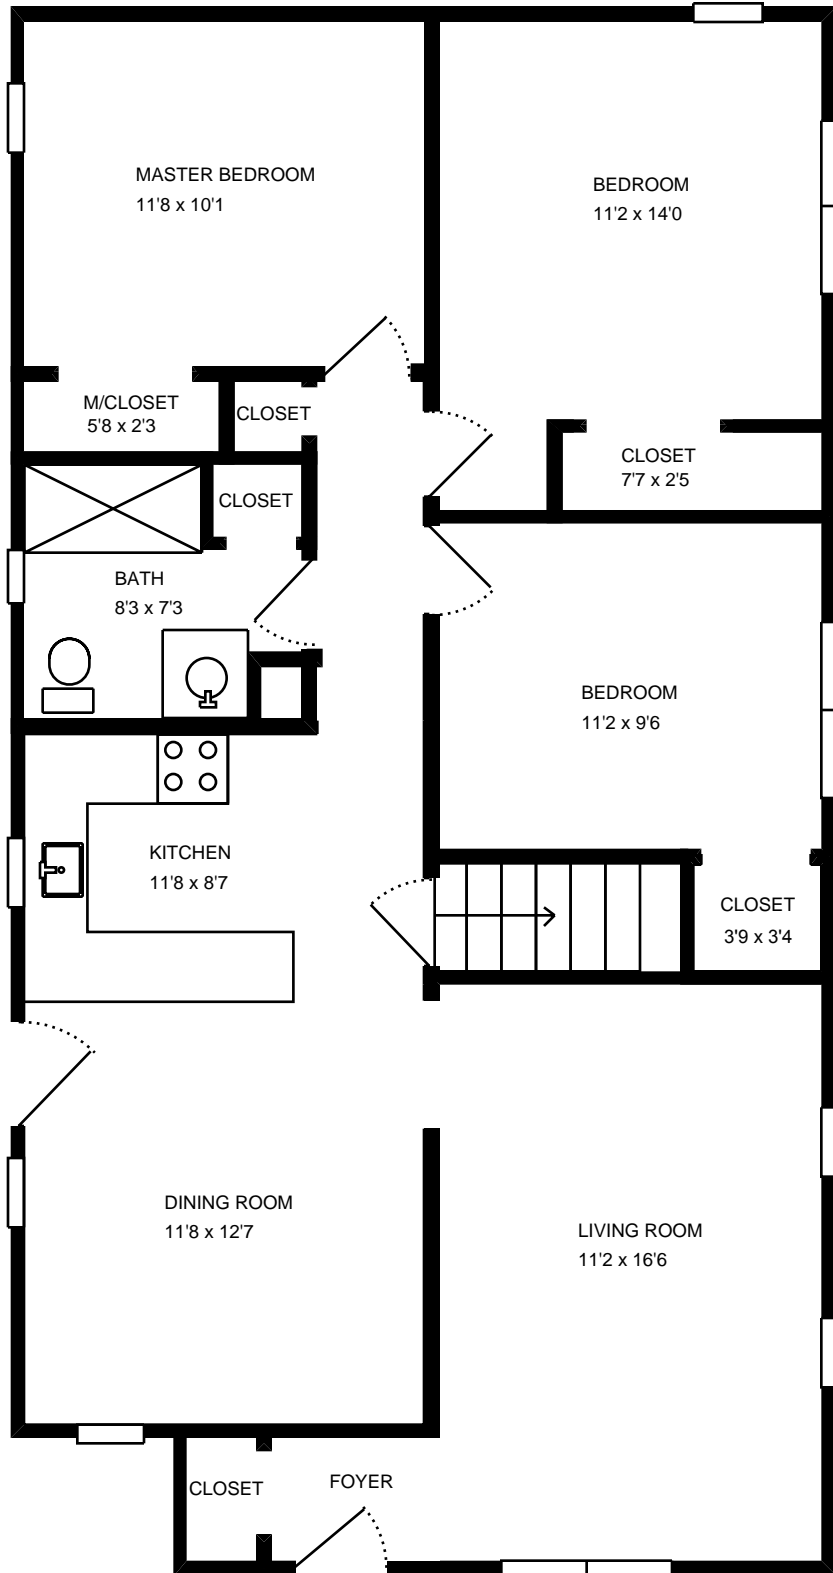 MASTER BEDROOM
11'8 x 10'1
BEDROOM
11'2 x 14'0
M/CLOSET
5'8 x 2'3
CLOSET
CLOSET
7'7 x 2'5
CLOSET
BATH
8'3 x 7'3
BEDROOM
11'2 x 9'6
KITCHEN
11'8 x 8'7
CLOSET
3'9 x 3'4
DINING ROOM
11'8 x 12'7
LIVING ROOM
11'2 x 16'6
CLOSET
FOYER